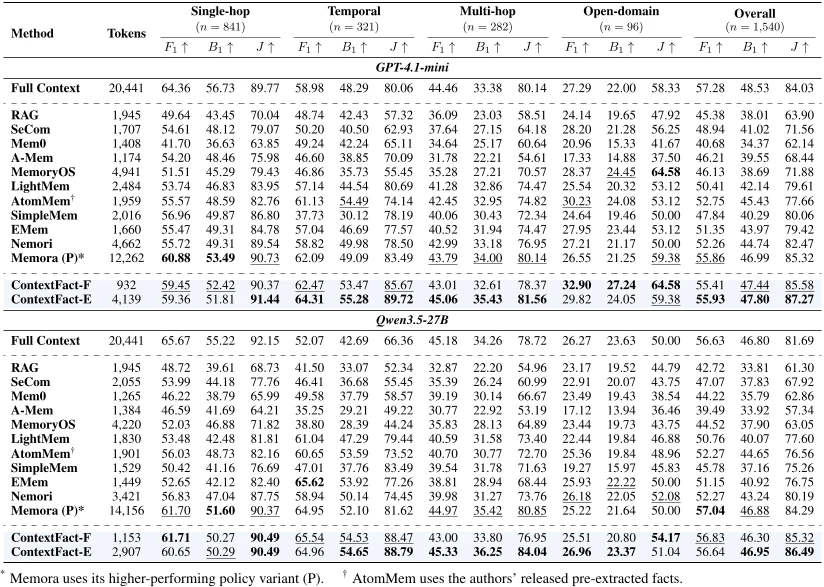 Method Tokens Single-hop Temporal Multi-hop Open-domain Overall
(n = 841) (n = 321) (n = 282) (n = 96) (n = 1,540)
F1 ↑ B1 ↑ J ↑ F1 ↑ B1 ↑ J ↑ F1 ↑ B1 ↑ J ↑ F1 ↑ B1 ↑ J ↑ F1 ↑ B1 ↑ J ↑
GPT-4.1-mini
Full Context 20,441 64.36 56.73 89.77 58.98 48.29 80.06 44.46 33.38 80.14 27.29 22.00 58.33 57.28 48.53 84.03
RAG 1,945 49.64 43.45 70.04 48.74 42.43 57.32 36.09 23.03 58.51 24.14 19.65 47.92 45.38 38.01 63.90
SeCom 1,707 54.61 48.12 79.07 50.20 40.50 62.93 37.64 27.15 64.18 28.20 21.28 56.25 48.94 41.02 71.56
Mem0 1,408 41.70 36.63 63.85 49.24 42.24 65.11 34.64 25.17 60.64 20.96 15.33 41.67 40.68 34.37 62.14
A-Mem 1,174 54.20 48.46 75.98 46.60 38.85 70.09 31.78 22.21 54.61 17.33 14.88 37.50 46.21 39.55 68.44
MemoryOS 4,941 51.51 45.29 79.43 46.86 35.73 55.45 35.28 27.21 70.57 28.37 24.45 64.58 46.13 38.69 71.88
LightMem 2,484 53.74 46.83 83.95 57.14 44.54 80.69 41.28 32.86 74.47 25.54 20.32 53.12 50.41 42.14 79.61
AtomMem† 1,959 55.57 48.59 82.76 61.13 54.49 74.14 42.45 32.95 74.82 30.23 24.08 53.12 52.75 45.43 77.66
SimpleMem 2,016 56.96 49.87 86.80 37.73 30.12 78.19 40.06 30.43 72.34 24.64 19.46 50.00 47.84 40.29 80.06
EMem 1,660 55.47 49.31 84.78 57.04 46.69 77.57 40.52 31.94 74.47 27.95 23.44 53.12 51.35 43.97 79.42
Nemori 4,662 55.72 49.31 89.54 58.82 49.98 78.50 42.99 33.18 76.95 27.21 21.17 50.00 52.26 44.74 82.47
Memora (P)* 12,262 60.88 53.49 90.73 62.09 49.09 83.49 43.79 34.00 80.14 26.55 21.25 59.38 55.86 46.99 85.32
ContextFact-F 932 59.45 52.42 90.37 62.47 53.47 85.67 43.01 32.61 78.37 32.90 27.24 64.58 55.41 47.44 85.58
ContextFact-E 4,139 59.36 51.81 91.44 64.31 55.28 89.72 45.06 35.43 81.56 29.82 24.05 59.38 55.93 47.80 87.27
Qwen3.5-27B
Full Context 20,441 65.67 55.22 92.15 52.07 42.69 66.36 45.18 34.26 78.72 26.27 23.63 50.00 56.63 46.80 81.69
RAG 1,945 48.72 39.61 68.73 41.50 33.07 52.34 32.87 22.20 54.96 23.17 19.52 44.79 42.72 33.81 61.30
SeCom 2,055 53.99 44.18 77.76 46.41 36.68 55.45 35.39 26.24 60.99 22.91 20.07 43.75 47.07 37.83 67.92
Mem0 1,265 46.22 38.79 65.99 49.58 37.79 58.57 39.19 30.14 66.67 23.49 19.43 38.54 44.22 35.79 62.86
A-Mem 1,384 46.59 41.69 64.21 35.25 29.21 49.22 30.77 22.92 53.19 17.12 13.94 36.46 39.49 33.92 57.34
MemoryOS 4,220 52.03 46.88 71.82 38.80 28.39 44.24 35.83 28.13 64.89 23.44 19.73 43.75 44.52 37.90 63.05
LightMem 1,830 53.48 42.48 81.81 61.04 47.29 79.44 40.59 31.58 73.40 22.44 19.84 46.88 50.76 40.07 77.60
AtomMem† 1,901 56.03 48.73 82.16 60.65 53.59 73.52 40.70 30.77 72.70 25.36 19.84 48.96 52.27 44.65 76.56
SimpleMem 1,529 50.42 41.16 76.69 47.01 37.76 83.49 39.54 31.78 71.63 19.27 15.97 45.83 45.78 37.16 75.26
EMem 1,449 52.65 42.12 82.40 65.62 53.92 77.26 38.81 28.94 68.44 25.93 22.22 50.00 51.15 40.92 76.75
Nemori 3,421 56.83 47.04 87.75 58.94 50.14 74.45 39.98 31.27 73.76 26.18 22.05 52.08 52.27 43.24 80.19
Memora (P)* 14,156 61.70 51.60 90.37 64.95 52.10 81.62 44.97 35.42 80.85 25.22 21.64 50.00 57.04 46.88 84.29
ContextFact-F 1,153 61.71 50.27 90.49 65.54 54.53 88.47 43.00 33.80 76.95 25.51 20.80 54.17 56.83 46.30 85.32
ContextFact-E 2,907 60.65 50.29 90.49 64.96 54.65 88.79 45.33 36.25 84.04 26.96 23.37 51.04 56.64 46.95 86.49
* Memora uses its higher-performing policy variant (P). † AtomMem uses the authors' released pre-extracted facts.